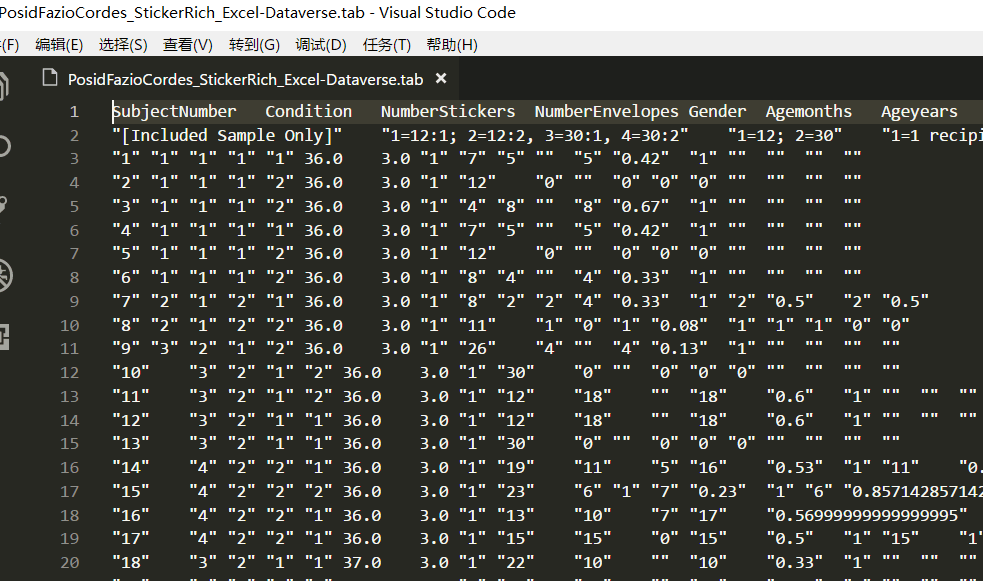 PosidFazioCordes_StickerRich_Excel-Dataverse.tab - Visual Studio Code
(F) 编辑(E) 选择(S) 查看(V) 转到(G) 调试(D) 任务(T) 帮助(H)
PosidFazioCordes_StickerRich_Excel-Dataverse.tab ×
1 SubjectNumber Condition NumberStickers NumberEnvelopes Gender Agemonths Ageyears
2 "[Included Sample Only]" "1=12:1; 2=12:2, 3=30:1, 4=30:2" "1=12; 2=30" "1=1 recipi
3 "1" "1" "1" "1" "1" 36.0 3.0 "1" "7" "5" "" "5" "0.42" "1" "" "" "" ""
4 "2" "1" "1" "1" "2" 36.0 3.0 "1" "12" "0" "" "0" "0" "0" "" "" "" ""
5 "3" "1" "1" "1" "2" 36.0 3.0 "1" "4" "8" "" "8" "0.67" "1" "" "" "" ""
6 "4" "1" "1" "1" "1" 36.0 3.0 "1" "7" "5" "" "5" "0.42" "1" "" "" "" ""
7 "5" "1" "1" "1" "2" 36.0 3.0 "1" "12" "0" "" "0" "0" "0" "" "" "" ""
8 "6" "1" "1" "1" "2" 36.0 3.0 "1" "8" "4" "" "4" "0.33" "1" "" "" "" ""
9 "7" "2" "1" "2" "1" 36.0 3.0 "1" "8" "2" "2" "4" "0.33" "1" "2" "0.5" "2" "0.5"
10 "8" "2" "1" "2" "2" 36.0 3.0 "1" "11" "1" "0" "1" "0.08" "1" "1" "1" "0" "0"
11 "9" "3" "2" "1" "2" 36.0 3.0 "1" "26" "4" "" "4" "0.13" "1" "" "" "" ""
12 "10" "3" "2" "1" "2" 36.0 3.0 "1" "30" "0" "" "0" "0" "0" "" "" "" ""
13 "11" "3" "2" "1" "2" 36.0 3.0 "1" "12" "18" "" "18" "0.6" "1" "" "" ""
14 "12" "3" "2" "1" "1" 36.0 3.0 "1" "12" "18" "" "18" "0.6" "1" "" "" ""
15 "13" "3" "2" "1" "1" 36.0 3.0 "1" "30" "0" "" "0" "0" "0" "" "" "" ""
16 "14" "4" "2" "2" "1" 36.0 3.0 "1" "19" "11" "5" "16" "0.53" "1" "11" "0.
17 "15" "4" "2" "2" "2" 36.0 3.0 "1" "23" "6" "1" "7" "0.23" "1" "6" "0.857142857142
18 "16" "4" "2" "2" "1" 36.0 3.0 "1" "13" "10" "7" "17" "0.56999999999999995"
19 "17" "4" "2" "2" "1" 36.0 3.0 "1" "15" "15" "0" "15" "0.5" "1" "15" "1"
20 "18" "3" "2" "1" "1" 37.0 3.0 "1" "22" "10" "" "10" "0.33" "1" "" "" ""